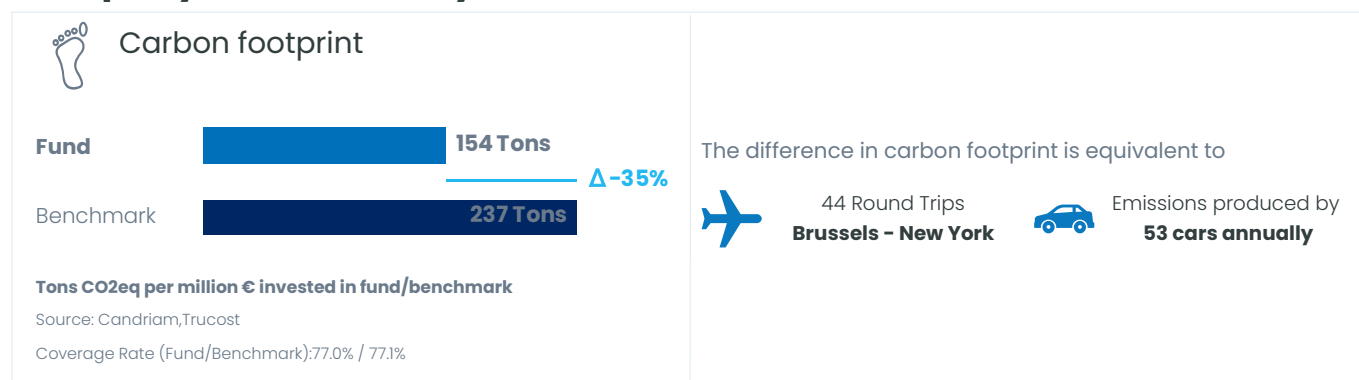 Carbon footprint
Fund
154 Tons
Δ -35%
Benchmark
237 Tons
Tons CO2eq per million € invested in fund/benchmark
Source: Candriam,Trucost
Coverage Rate (Fund/Benchmark):77.0% / 77.1%
The difference in carbon footprint is equivalent to
44 Round Trips
Brussels - New York
Emissions produced by
53 cars annually